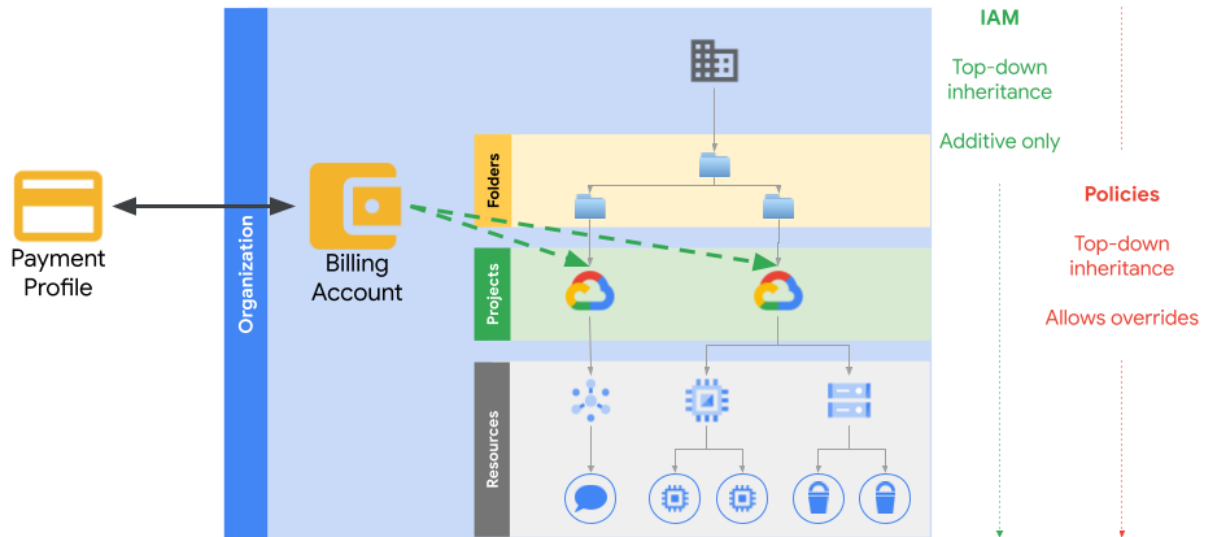 Payment
Profile
Organization
Billing
Account
Folders
Projects
Resources
IAM
Top-down
inheritance
Additive only
Policies
Top-down
inheritance
Allows overrides